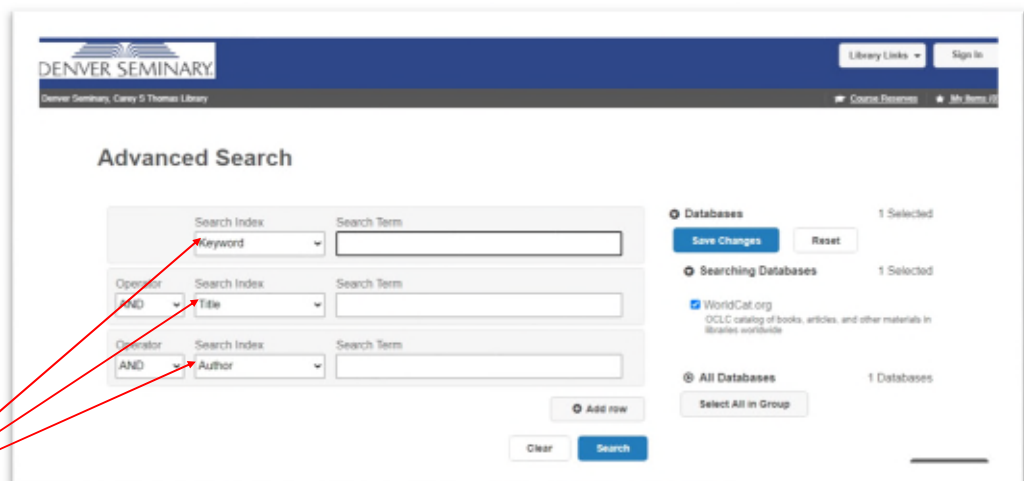 DENVER SEMINARY
Library Links
Sign In
Denver Seminary, Carey S Thomas Library
Course Reserves
My Items
Advanced Search
Search Index
Search Term
Keyword
Operator
Search Index
Search Term
AND
Title
Operator
Search Index
Search Term
AND
Author
Add row
Clear
Search
Databases
1 Selected
Save Changes
Reset
Searching Databases
1 Selected
WorldCat.org
OCLC catalog of books, articles, and other materials in
libraries worldwide
All Databases
1 Databases
Select All in Group